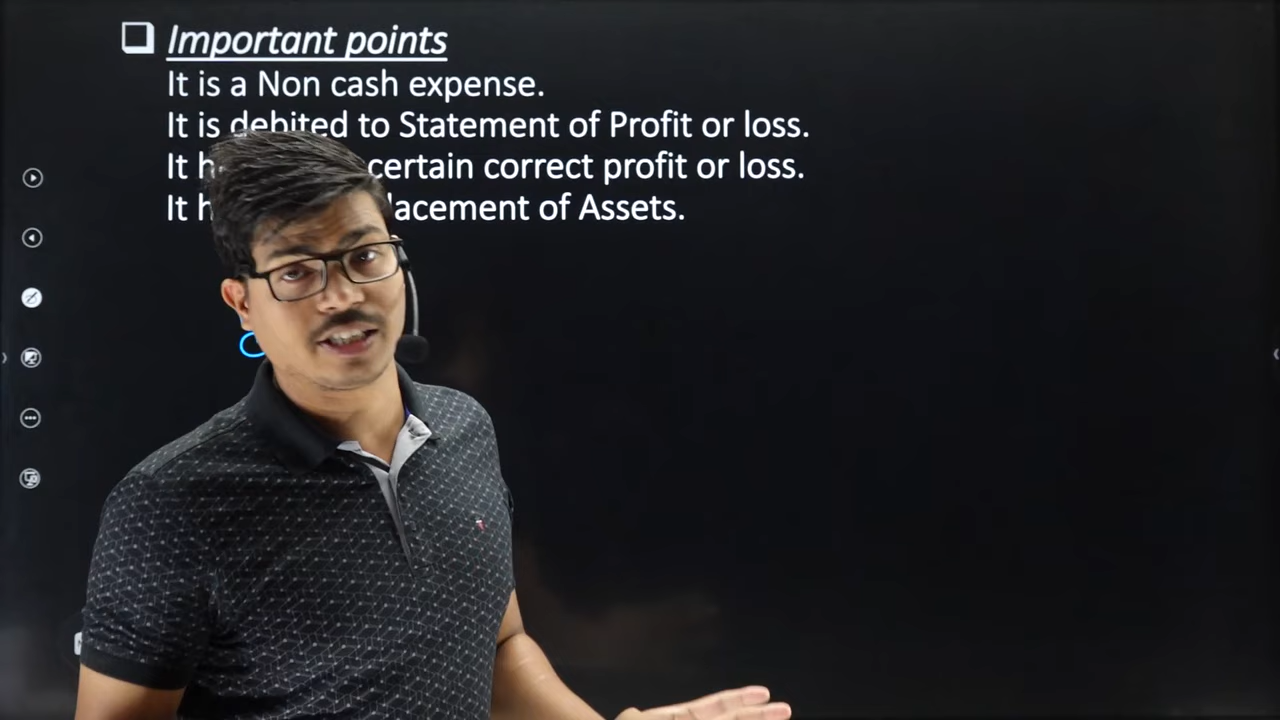 Important points
It is a Non cash expense.
It is debited to Statement of Profit or loss.
It certain correct profit or loss.
It of Assets.